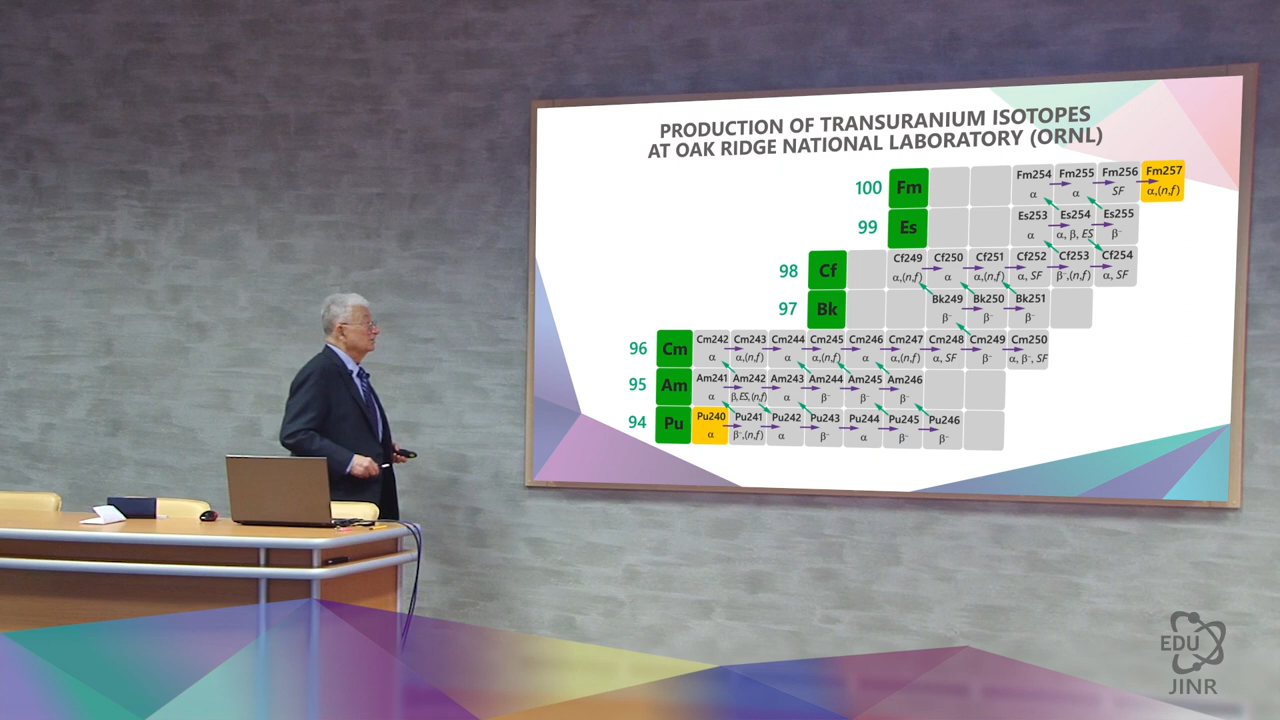 PRODUCTION OF TRANSURANIUM ISOTOPES
AT OAK RIDGE NATIONAL LABORATORY (ORNL)
100 Fm Fm254 Fm255 Fm256 Fm257
α α SF α,(n,f)
99 Es Es253 Es254 Es255
α α, β, ES β⁻
98 Cf Cf249 Cf250 Cf251 Cf252 Cf253 Cf254
α,(n,f) α α,(n,f) α, SF β⁻,(n,f) α, SF
97 Bk Bk249 Bk250 Bk251
β⁻ β⁻ β⁻
96 Cm Cm242 Cm243 Cm244 Cm245 Cm246 Cm247 Cm248 Cm249 Cm250
α α,(n,f) α α,(n,f) α α,(n,f) α, SF β⁻ α, β⁻, SF
95 Am Am241 Am242 Am243 Am244 Am245 Am246
α β,ES,(n,f) α β⁻ β⁻ β⁻
94 Pu Pu240 Pu241 Pu242 Pu243 Pu244 Pu245 Pu246
α β⁻,(n,f) α β⁻ α β⁻ β⁻
EDU
JINR